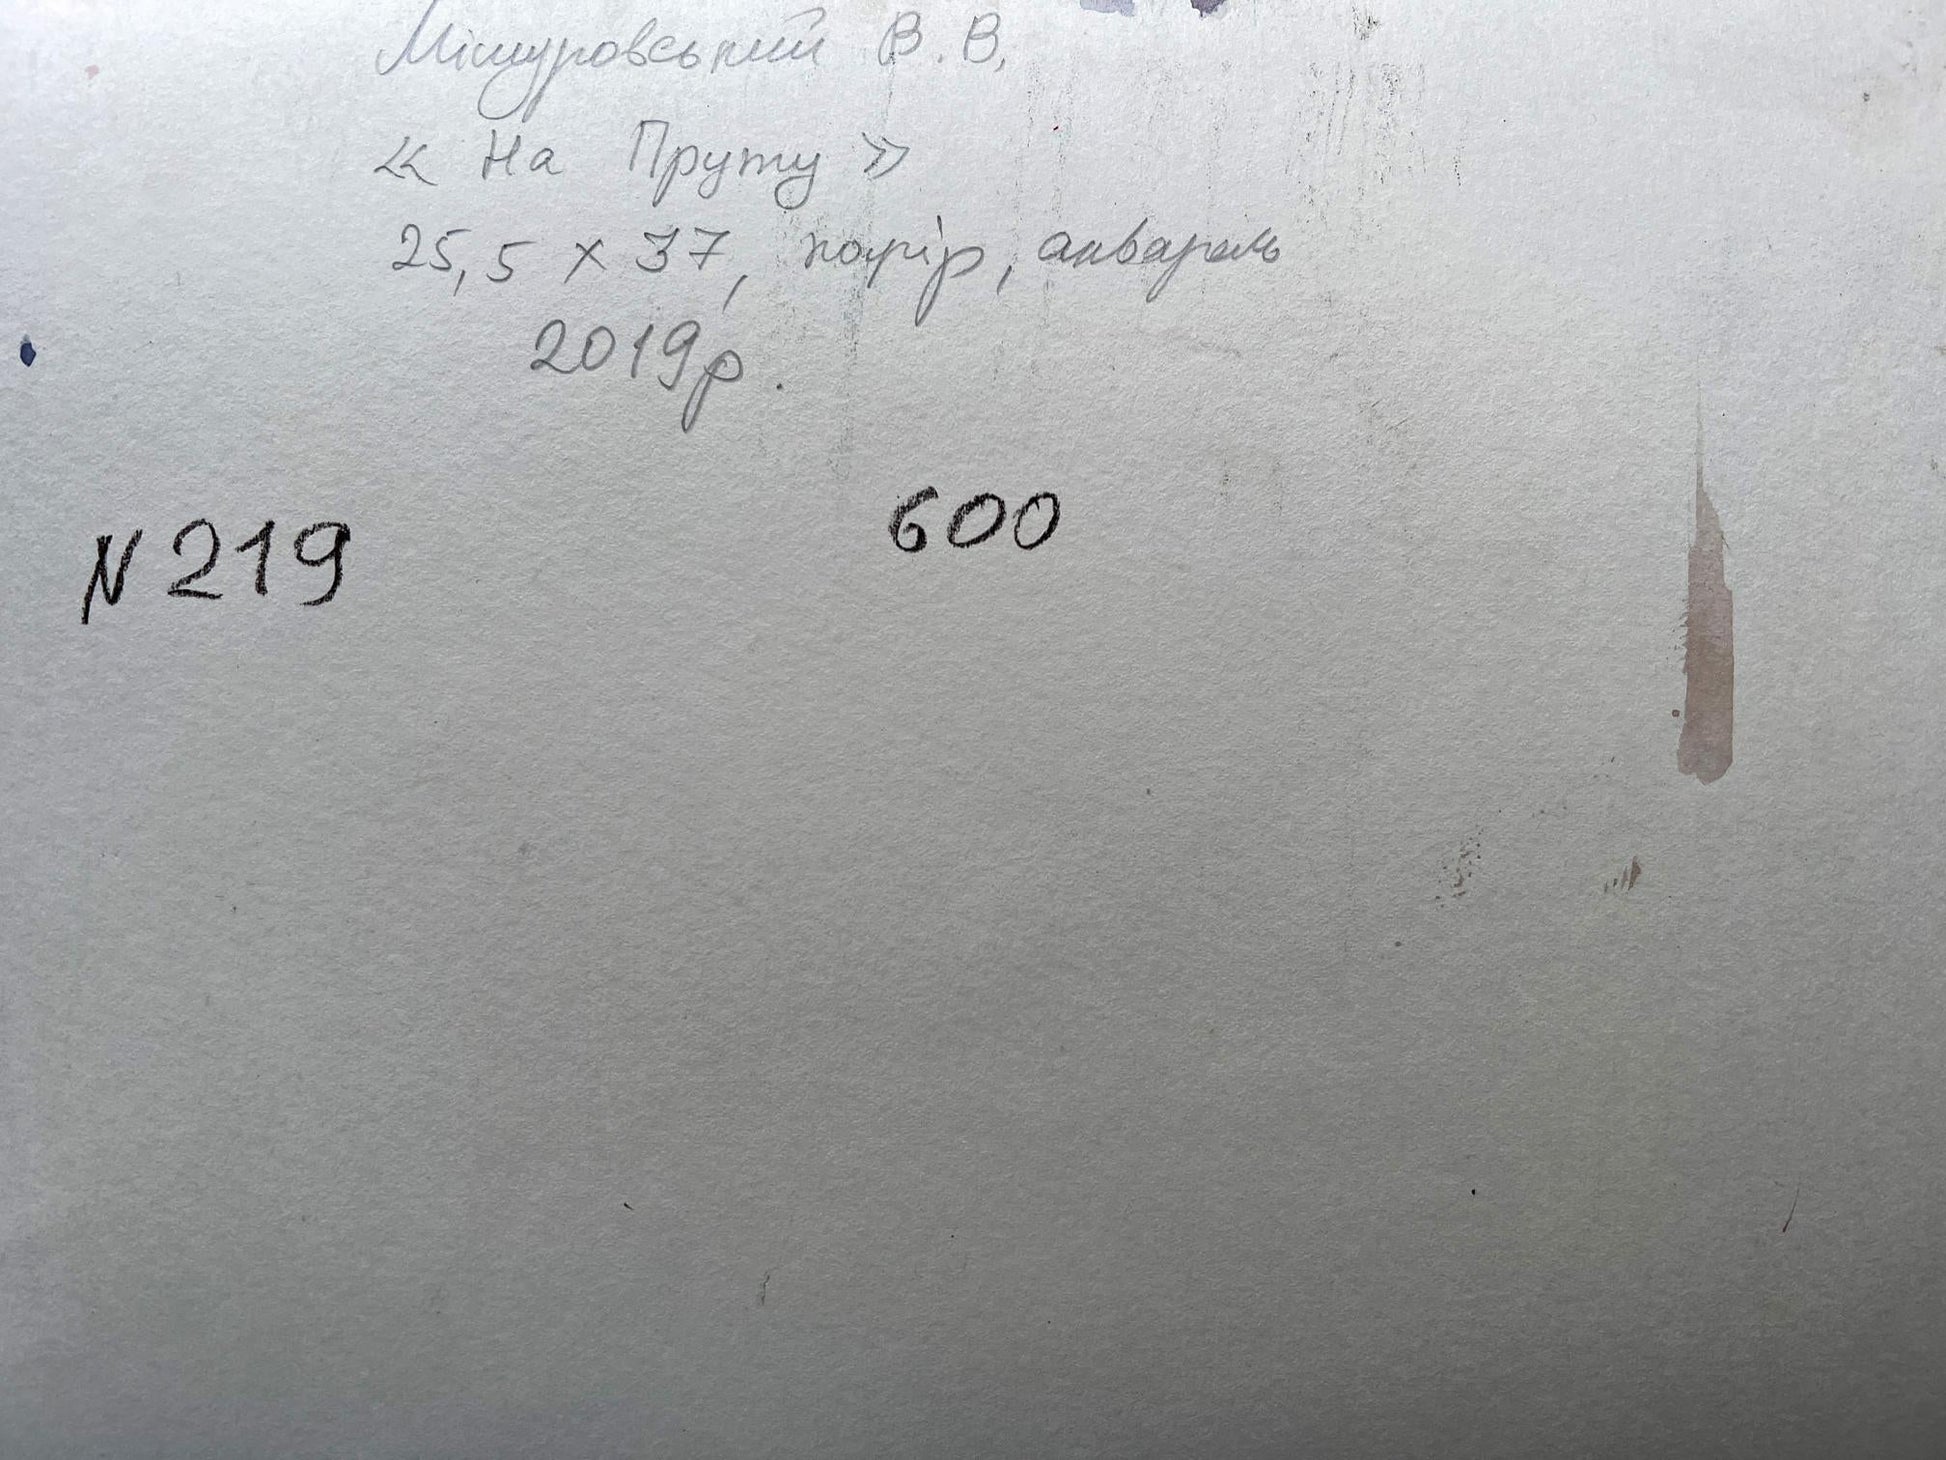 Мішуровський В.В.
« На Пруту »
25,5 x 37, папір, акварель
2019р.
600
N 219